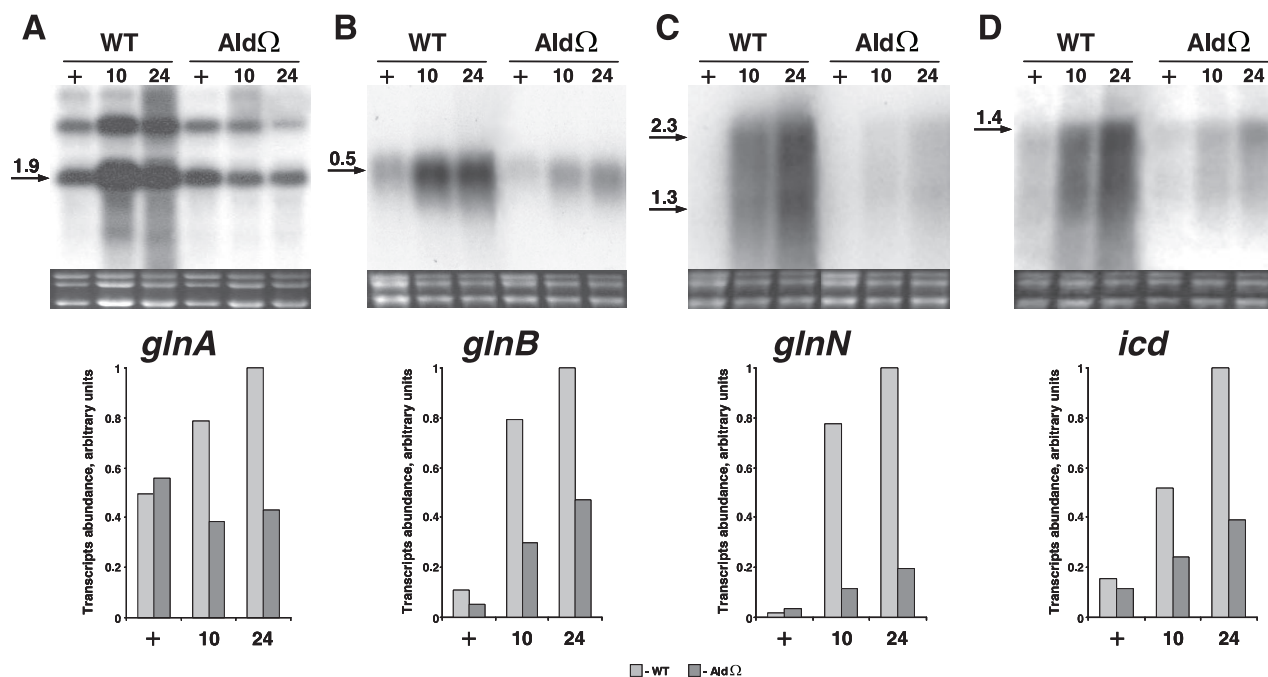 A B C D
WT AldΩ WT AldΩ WT AldΩ WT AldΩ
+ 10 24 + 10 24 + 10 24 + 10 24 + 10 24 + 10 24 + 10 24 + 10 24
1.9 0.5 2.3 1.3 1.4
glnA glnB glnN icd
Transcripts abundance, arbitrary units
1
0.8
0.6
0.4
0.2
0
+ 10 24
Transcripts abundance, arbitrary units
1
0.8
0.6
0.4
0.2
0
+ 10 24
Transcripts abundance, arbitrary units
1
0.8
0.6
0.4
0.2
0
+ 10 24
Transcripts abundance, arbitrary units
1
0.8
0.6
0.4
0.2
0
+ 10 24
- WT - AldΩ